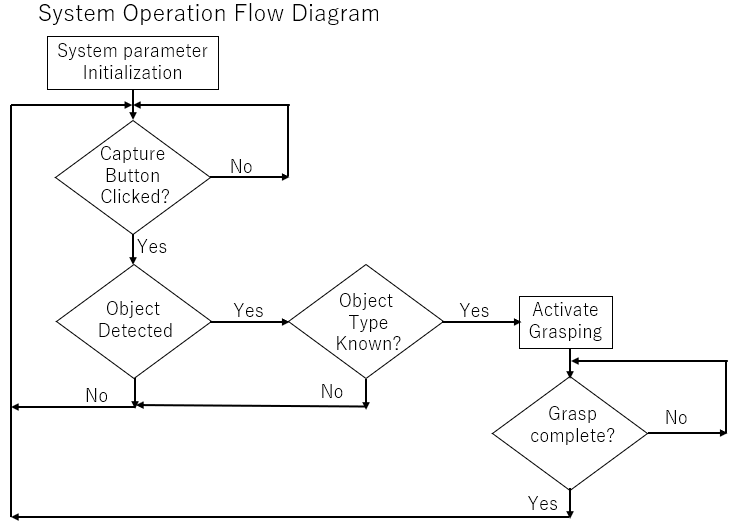 System Operation Flow Diagram
System parameter
Initialization
Capture
Button
Clicked?
No
Yes
Object
Detected
Yes
Object
Type
Known?
Yes
Activate
Grasping
No
No
Grasp
complete?
No
Yes